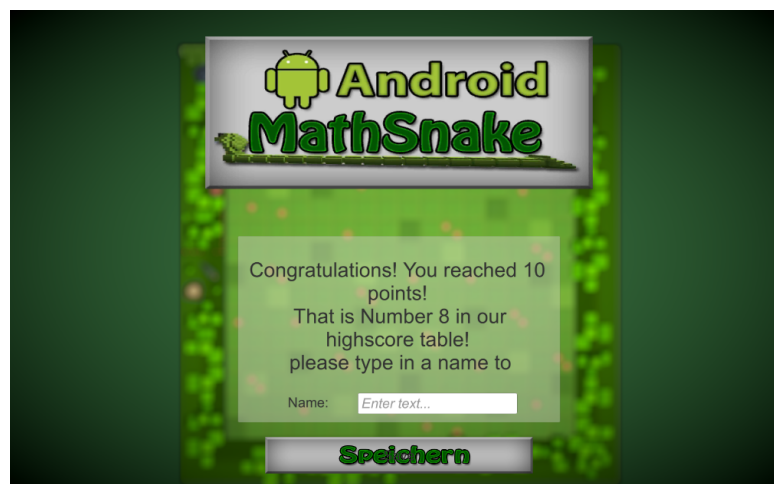 Android
MathSnake
Congratulations! You reached 10
points!
That is Number 8 in our
highscore table!
please type in a name to
Name: Enter text...
Speichern